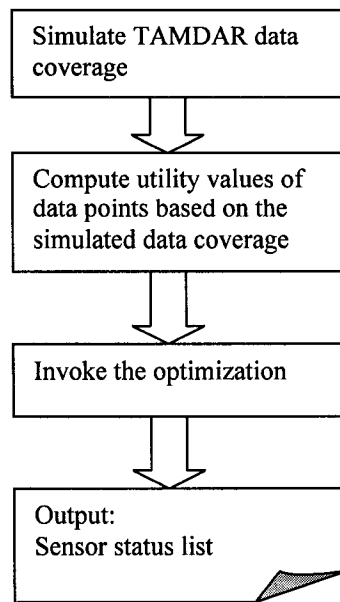 Simulate TAMDAR data
coverage
Compute utility values of
data points based on the
simulated data coverage
Invoke the optimization
Output:
Sensor status list